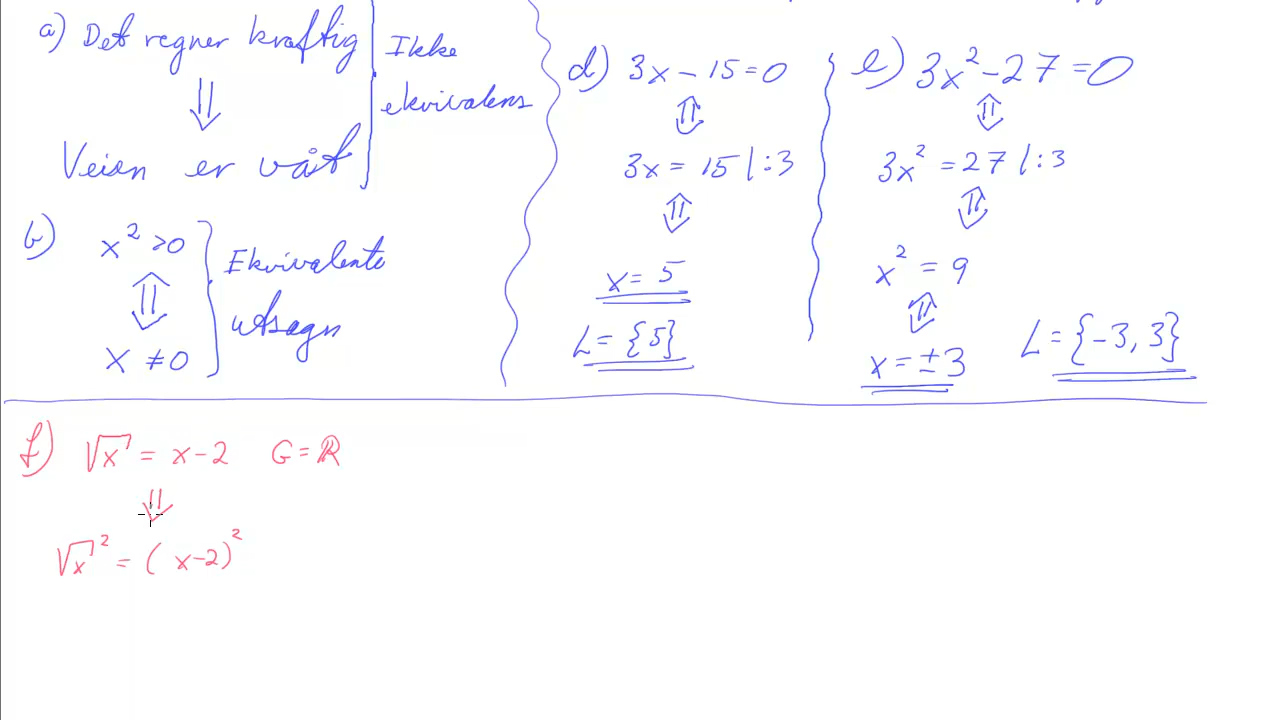 a) Det regner kraftig
⇓
Veien er våt
Ikke
ekvivalens
b) x² >0
⇕
x ≠0
Ekvivalente
utsagn
d) 3x – 15 = 0
⇕
3x = 15 | :3
⇕
x = 5
L = {5}
e) 3x² – 27 = 0
⇕
3x² = 27 | :3
⇕
x² = 9
⇕
x = ± 3
L = {-3, 3}
f) √x = x – 2 G = ℝ
⇓
√x² = ( x – 2)²